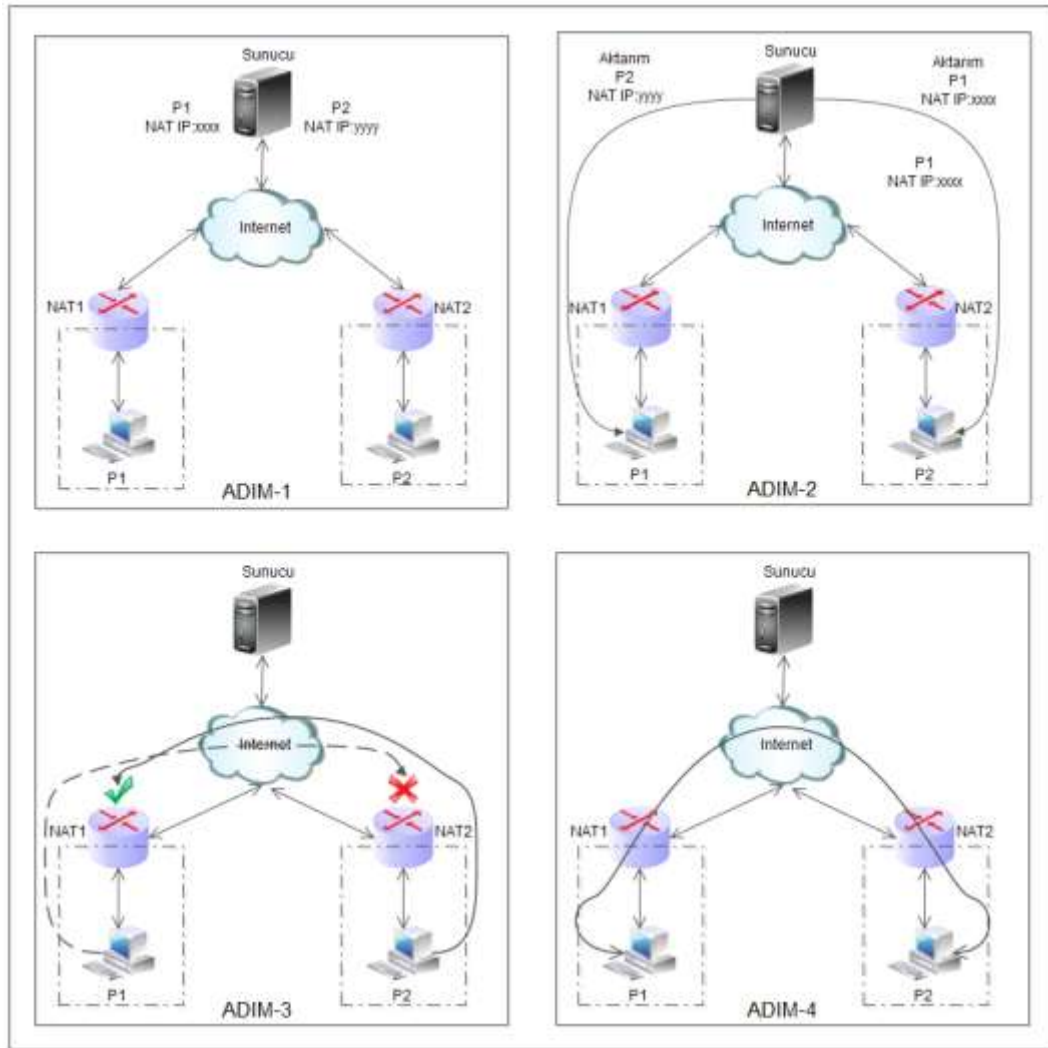 Sunucu
P1
NAT IP:xxxx
P2
NAT IP:yyyy
Internet
NAT1
NAT2
P1
P2
ADIM-1
Sunucu
Aktarım
P2
NAT IP:yyyy
Aktarım
P1
NAT IP:xxxx
P1
NAT IP:xxxx
Internet
NAT1
NAT2
P1
P2
ADIM-2
Sunucu
Internet
NAT1
NAT2
P1
P2
ADIM-3
Sunucu
Internet
NAT1
NAT2
P1
P2
ADIM-4